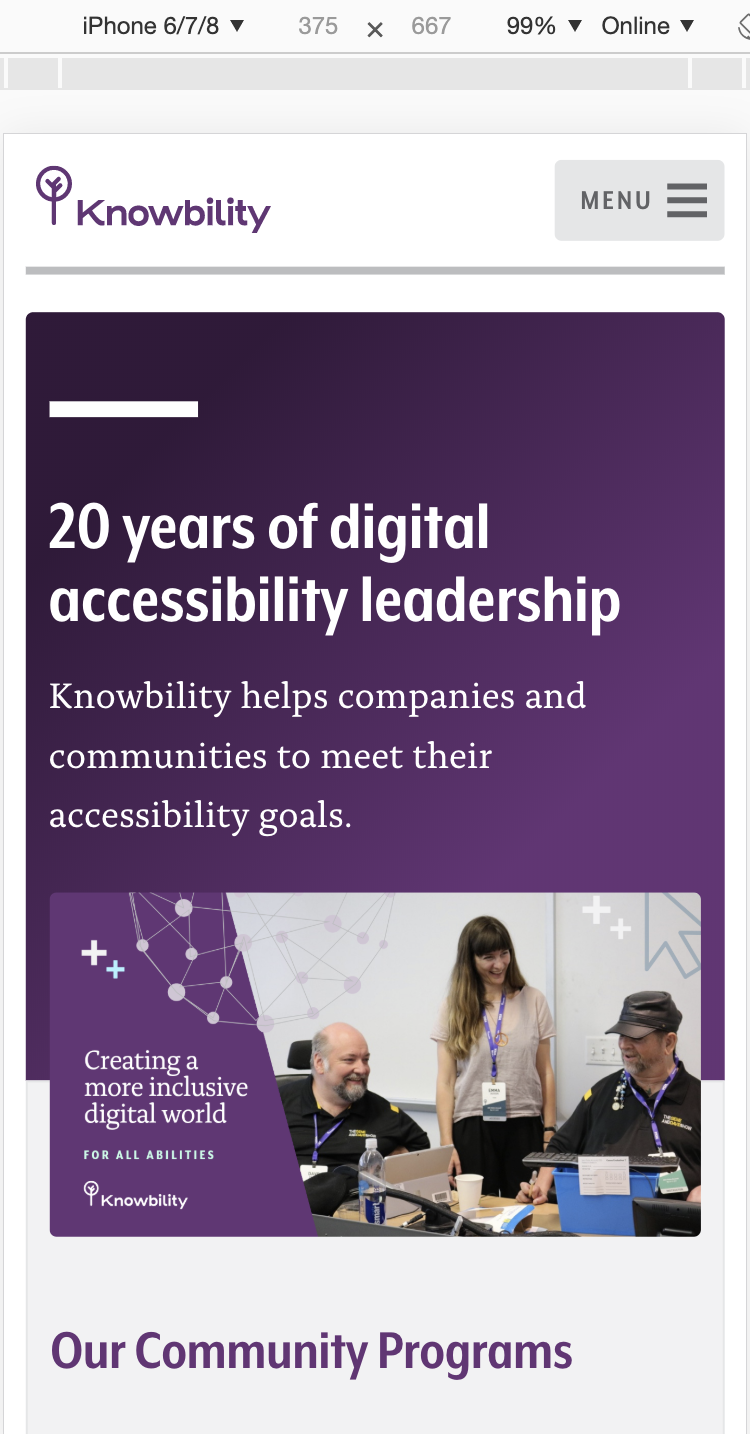 iPhone 6/7/8 ▼ 375 × 667 99% ▼ Online ▼
Knowbility
MENU
20 years of digital
accessibility leadership
Knowbility helps companies and
communities to meet their
accessibility goals.
Creating a
more inclusive
digital world
FOR ALL ABILITIES
Knowbility
Our Community Programs